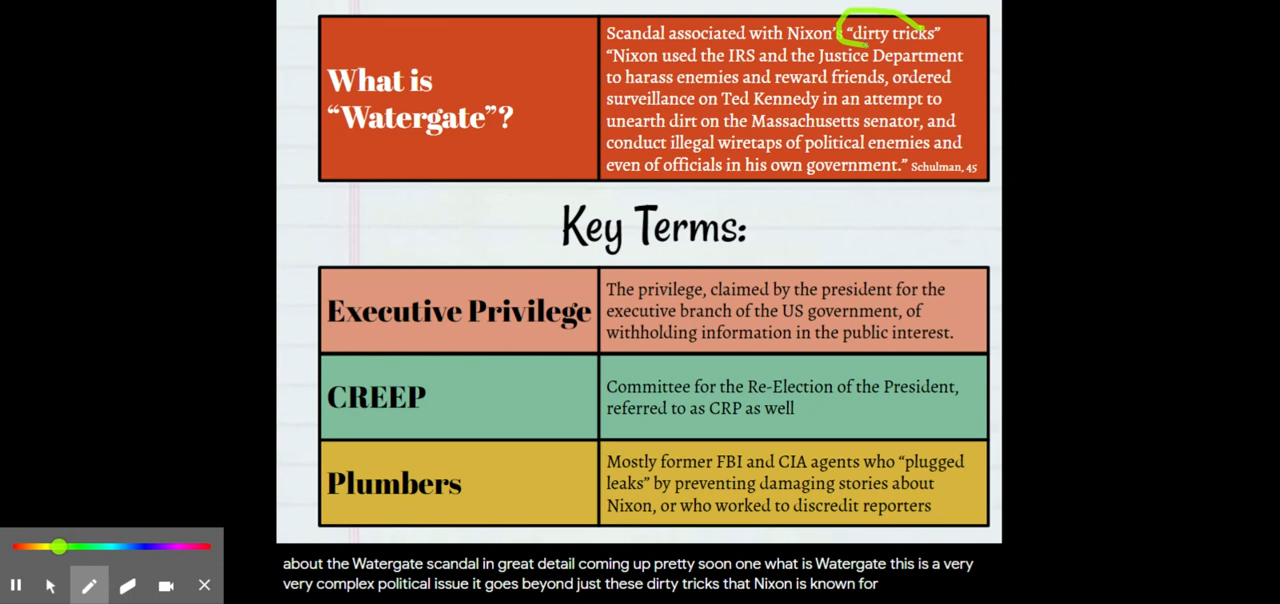 What is
“Watergate”?
Scandal associated with Nixon’s “dirty tricks”
“Nixon used the IRS and the Justice Department
to harass enemies and reward friends, ordered
surveillance on Ted Kennedy in an attempt to
unearth dirt on the Massachusetts senator, and
conduct illegal wiretaps of political enemies and
even of officials in his own government.” Schulman, 45
Key Terms:
Executive Privilege
The privilege, claimed by the president for the
executive branch of the US government, of
withholding information in the public interest.
CREEP
Committee for the Re-Election of the President,
referred to as CRP as well
Plumbers
Mostly former FBI and CIA agents who “plugged
leaks” by preventing damaging stories about
Nixon, or who worked to discredit reporters
about the Watergate scandal in great detail coming up pretty soon one what is Watergate this is a very
very complex political issue it goes beyond just these dirty tricks that Nixon is known for